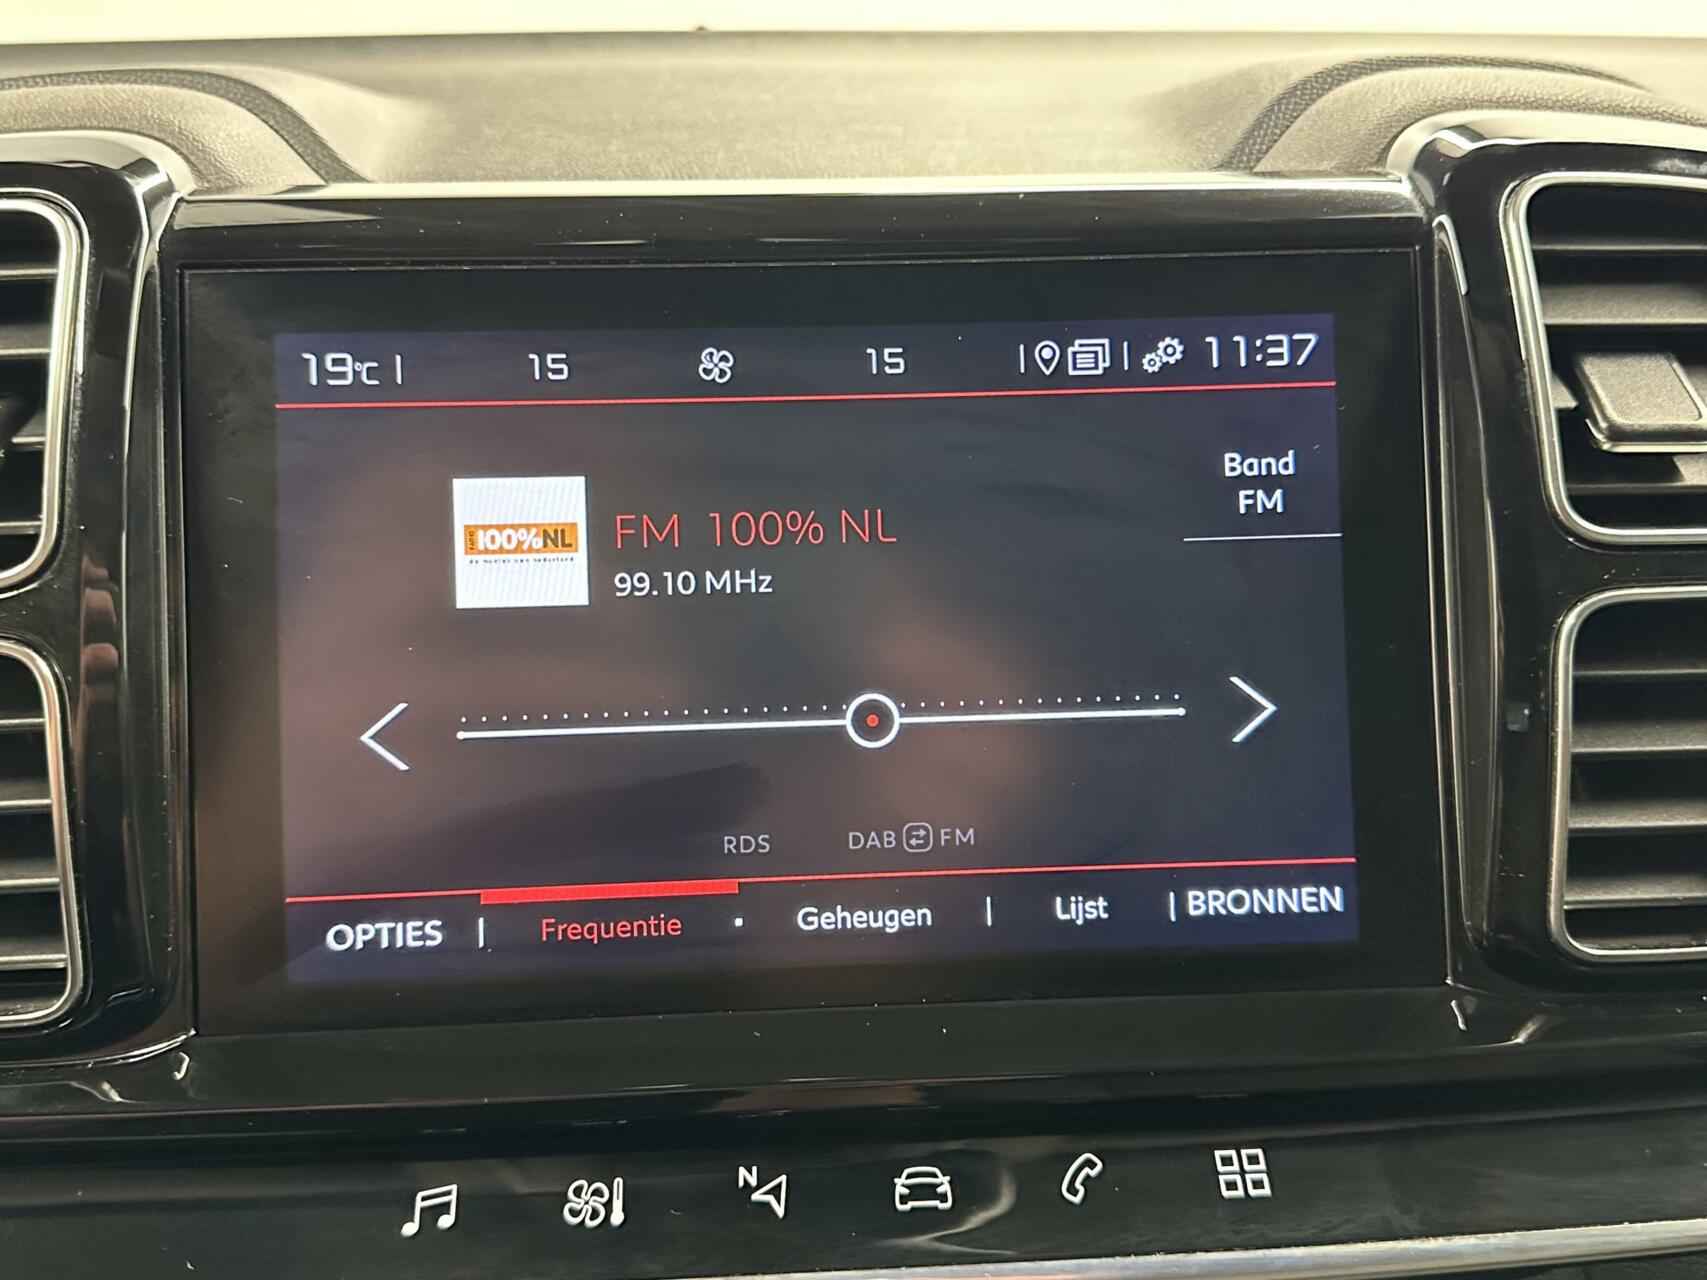 19°C | 15 15 | | 11:37
Band
FM
100%NL
FM 100% NL
99.10 MHz
RDS DAB FM
OPTIES | Frequentie · Geheugen | Lijst | BRONNEN
N